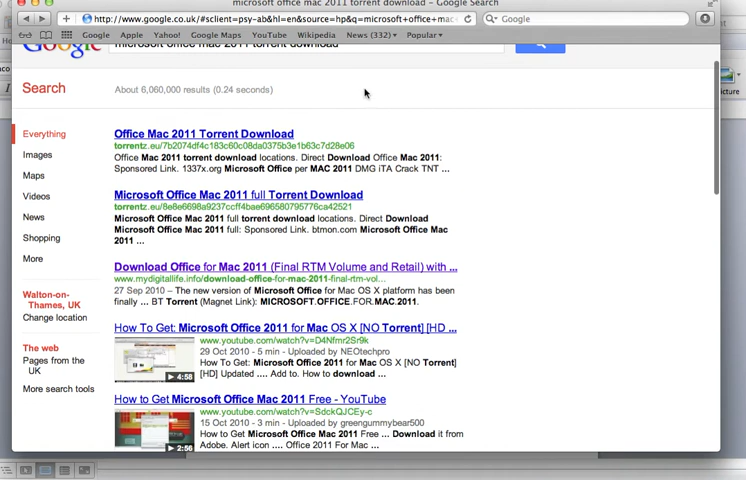 microsoft office mac 2011 torrent download - Google Search
http://www.google.co.uk/#sclient=psy-ab&hl=en&source=hp&q=microsoft+office+mac
Google
Google Apple Yahoo! Google Maps YouTube Wikipedia News (332) Popular
Google
microsoft office mac 2011 torrent download
Search
About 6,060,000 results (0.24 seconds)
Everything
Images
Maps
Videos
News
Shopping
More
Walton-on-
Thames, UK
Change location
The web
Pages from the
UK
More search tools
Office Mac 2011 Torrent Download
torrentz.eu/7b2074df4c183c60c08da0375b3e1b63c7d28e06
Office Mac 2011 torrent download locations. Direct Download Office Mac 2011:
Sponsored Link. 1337x.org Microsoft Office per MAC 2011 DMG iTA Crack TNT ...
Microsoft Office Mac 2011 full Torrent Download
torrentz.eu/8e8e6698a9237ccff4bae696580795776ca42521
Microsoft Office Mac 2011 full torrent download locations. Direct Download
Microsoft Office Mac 2011 full: Sponsored Link. btmon.com Microsoft Office Mac
2011 ...
Download Office for Mac 2011 (Final RTM Volume and Retail) with ...
www.mydigitallife.info/download-office-for-mac-2011-final-rtm-vol...
27 Sep 2010 – The new version of Microsoft Office for Mac OS X platform has been
finally ... BT Torrent (Magnet Link): MICROSOFT.OFFICE.FOR.MAC.2011.
How To Get: Microsoft Office 2011 for Mac OS X [NO Torrent] [HD ...
www.youtube.com/watch?v=D4Nfmr2Sr9k
29 Oct 2010 - 5 min - Uploaded by NEOtechpro
How To Get: Microsoft Office 2011 for Mac OS X [NO Torrent]
[HD] Updated .... Add to. How to download ...
4:58
How to Get Microsoft Office Mac 2011 Free - YouTube
www.youtube.com/watch?v=SdckQJCEy-c
15 Oct 2010 - 3 min - Uploaded by greengummybear500
How to Get Microsoft Office Mac 2011 Free ... Download it from
Adobe. Alert icon .... Office 2011 For Mac ...
2:56
icture